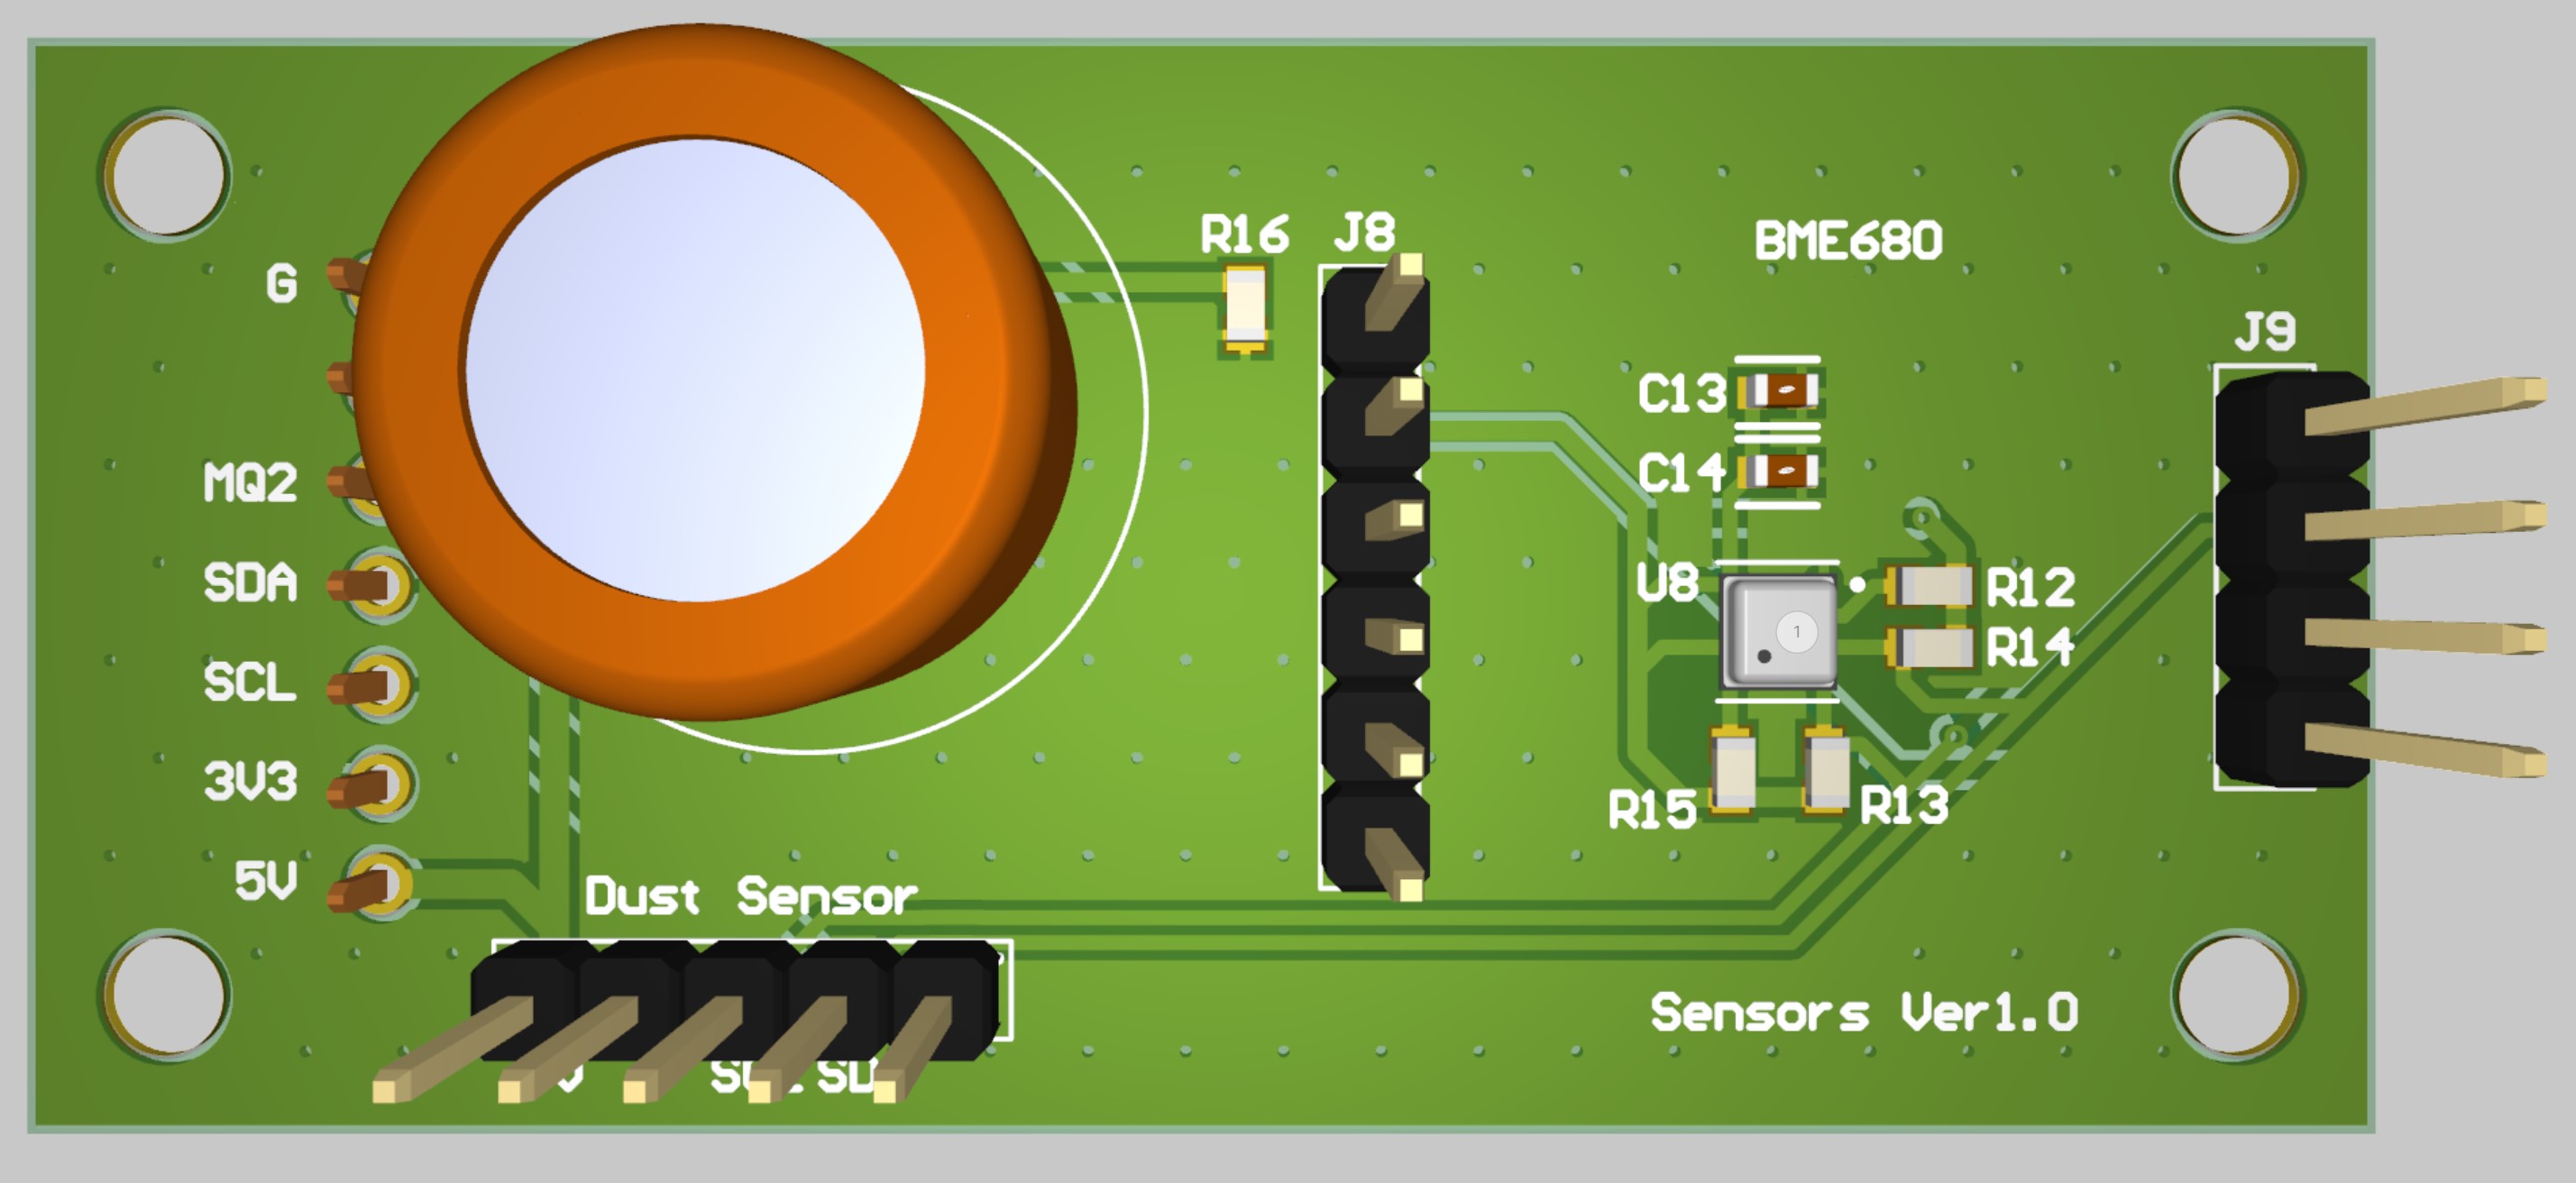 R16
J8
BME680
G
J9
C13
MQ2
C14
SDA
U8
R12
R14
SCL
3V3
R15
R13
5V
Dust Sensor
Sensors Ver1.0
1